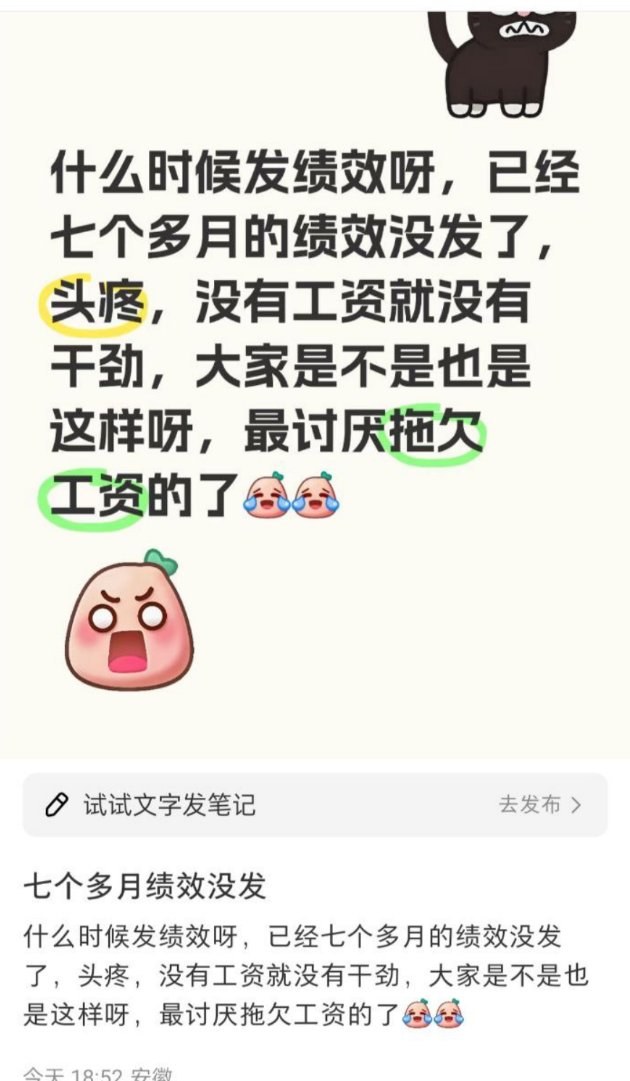 什么时候发绩效呀，已经
七个多月的绩效没发了，
头疼，没有工资就没有
干劲，大家是不是也是
这样呀，最讨厌拖欠
工资的了
试试文字发笔记
去发布
七个多月绩效没发
什么时候发绩效呀，已经七个多月的绩效没发
了，头疼，没有工资就没有干劲，大家是不是也
是这样呀，最讨厌拖欠工资的了
今天 18:52 安徽